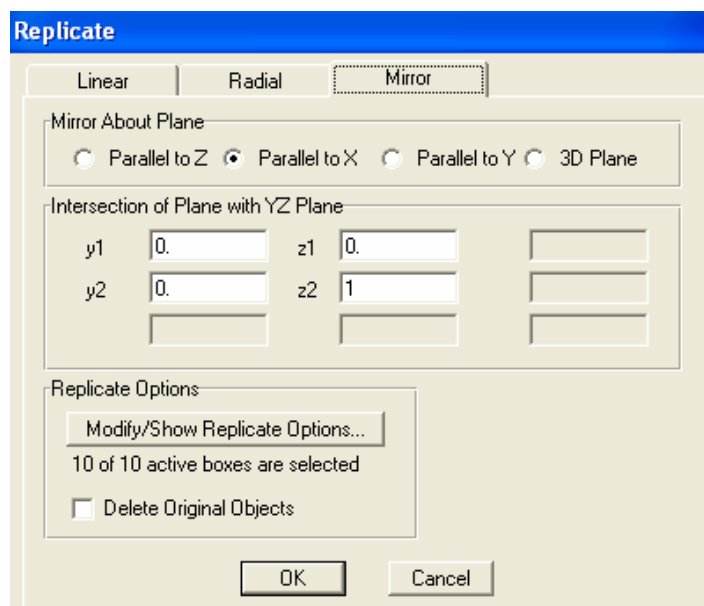 Replicate
Linear Radial Mirror
Mirror About Plane
Parallel to Z Parallel to X Parallel to Y 3D Plane
Intersection of Plane with YZ Plane
y1 0. z1 0.
y2 0. z2 1
Replicate Options
Modify/Show Replicate Options...
10 of 10 active boxes are selected
Delete Original Objects
OK Cancel